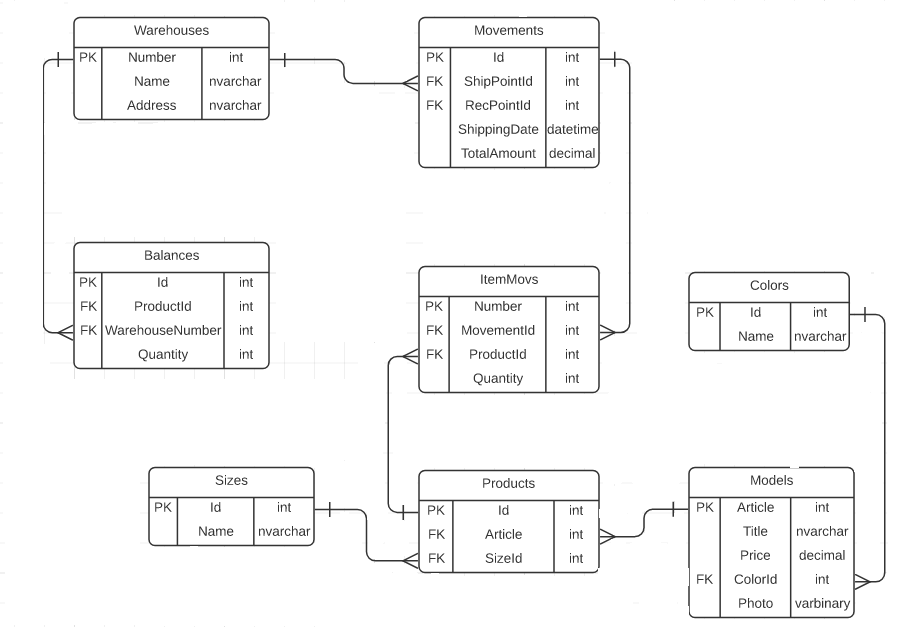 Warehouses
PK Number int
Name nvarchar
Address nvarchar
Movements
PK Id int
FK ShipPointId int
FK RecPointId int
ShippingDate datetime
TotalAmount decimal
Balances
PK Id int
FK ProductId int
FK WarehouseNumber int
Quantity int
ItemMovs
PK Number int
FK MovementId int
FK ProductId int
Quantity int
Colors
PK Id int
Name nvarchar
Sizes
PK Id int
Name nvarchar
Products
PK Id int
FK Article int
FK SizeId int
Models
PK Article int
Title nvarchar
Price decimal
FK ColorId int
Photo varbinary